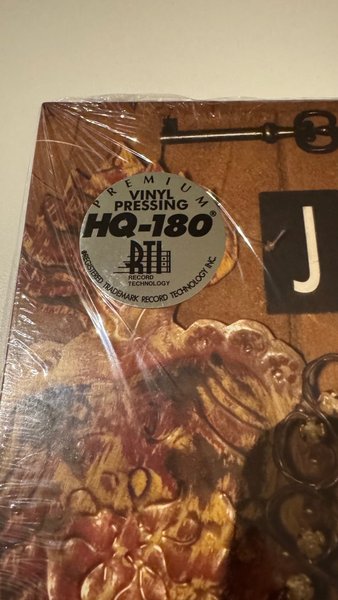 PREMIUM
VINYL
PRESSING
HQ-180®
RTI
RECORD
TECHNOLOGY
REGISTERED TRADEMARK RECORD TECHNOLOGY INC.
J